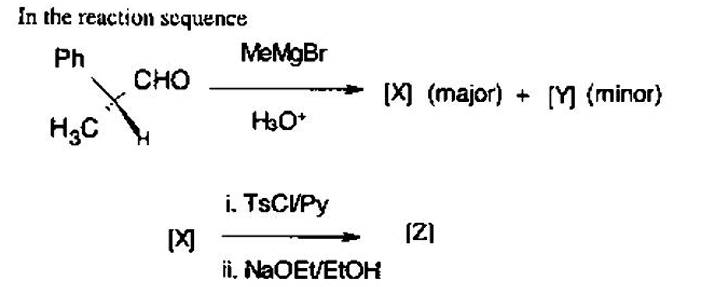 In the reaction sequence
Ph
CHO
H₃C
H
MeMgBr
H₃O⁺
[X] (major) + [Y] (minor)
[X]
i. TsCl/Py
ii. NaOEt/EtOH
[Z]